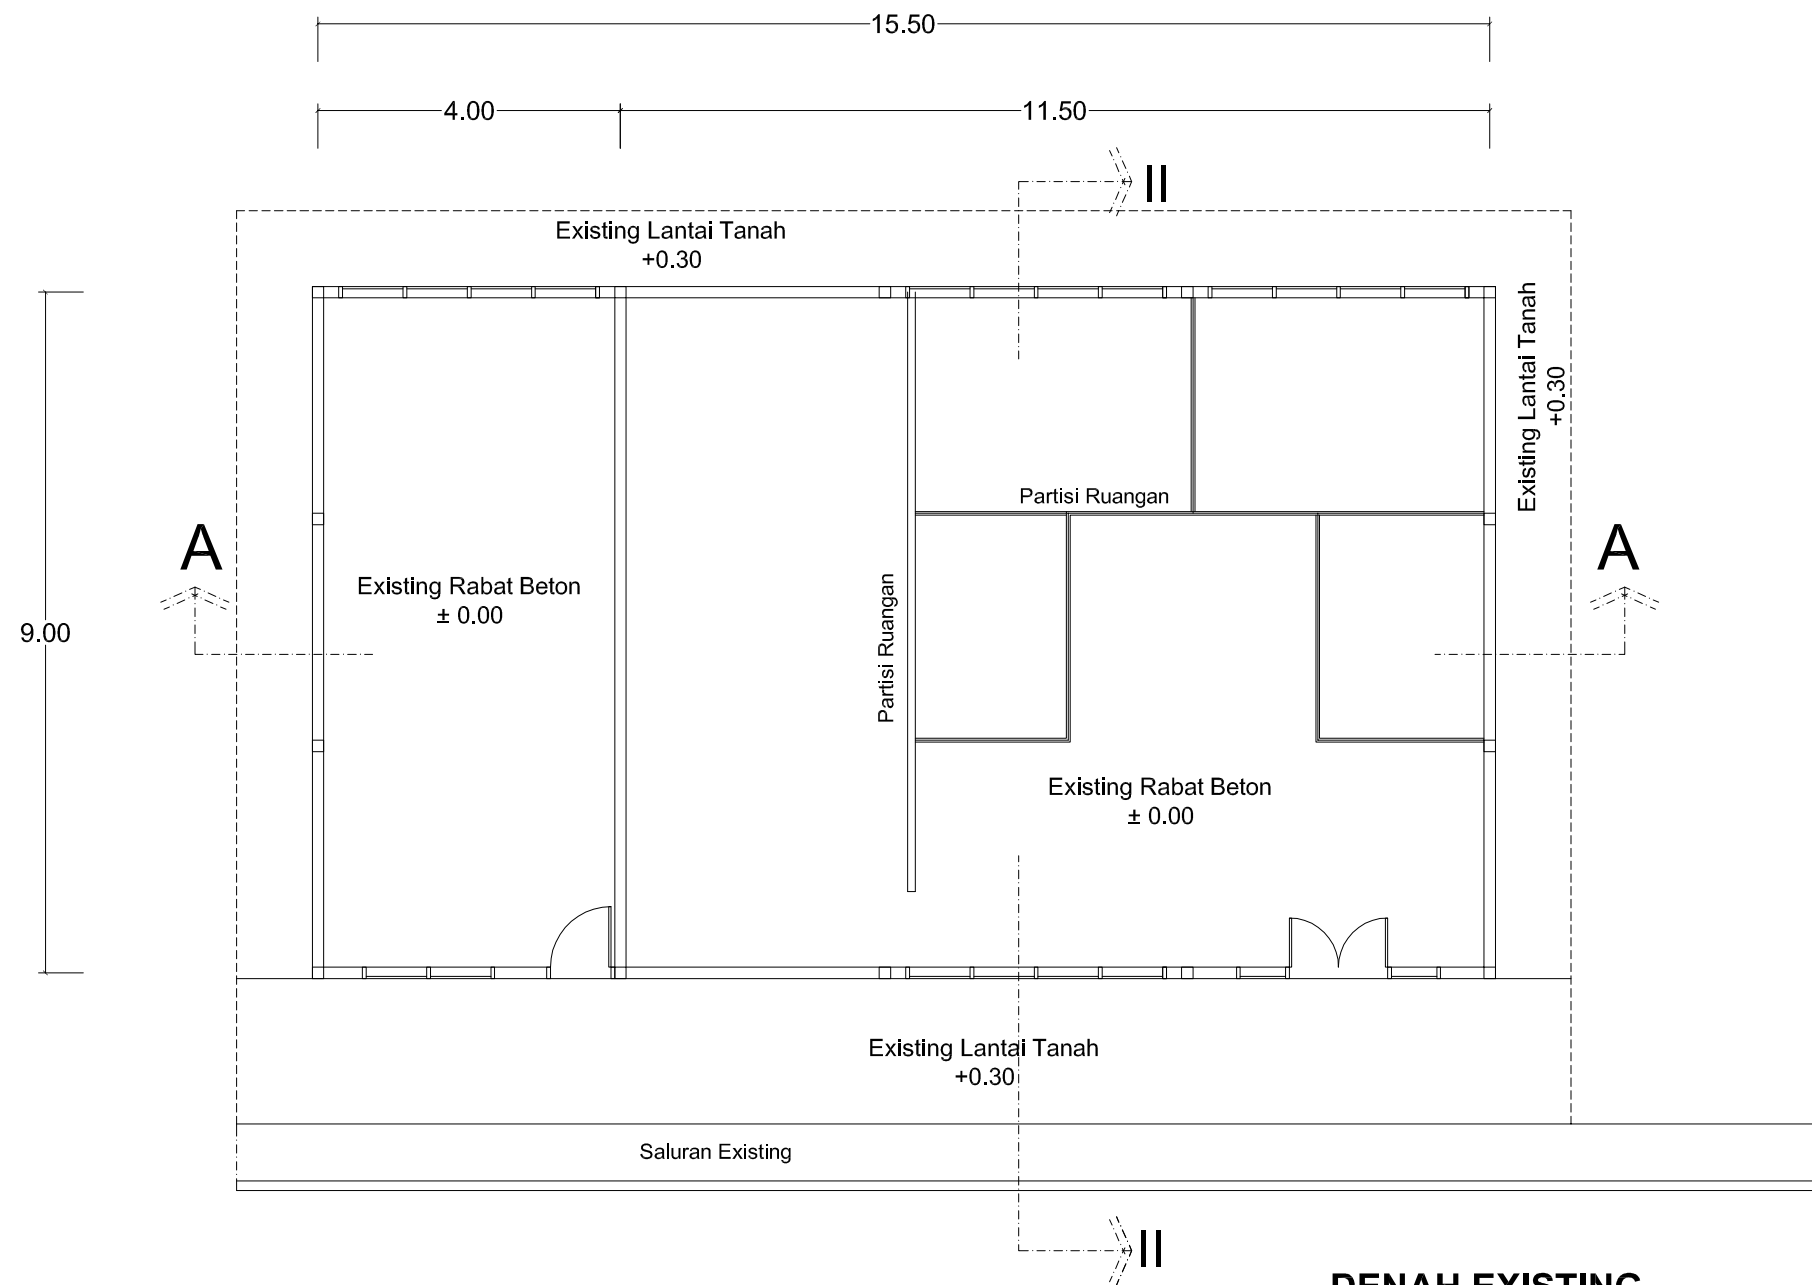 15.50
4.00
11.50
II
Existing Lantai Tanah
+0.30
Existing Lantai Tanah
+0.30
Partisi Ruangan
A
A
Existing Rabat Beton
± 0.00
9.00
Partisi Ruangan
Existing Rabat Beton
± 0.00
Existing Lantai Tanah
+0.30
Saluran Existing
II
DENAH EXISTING